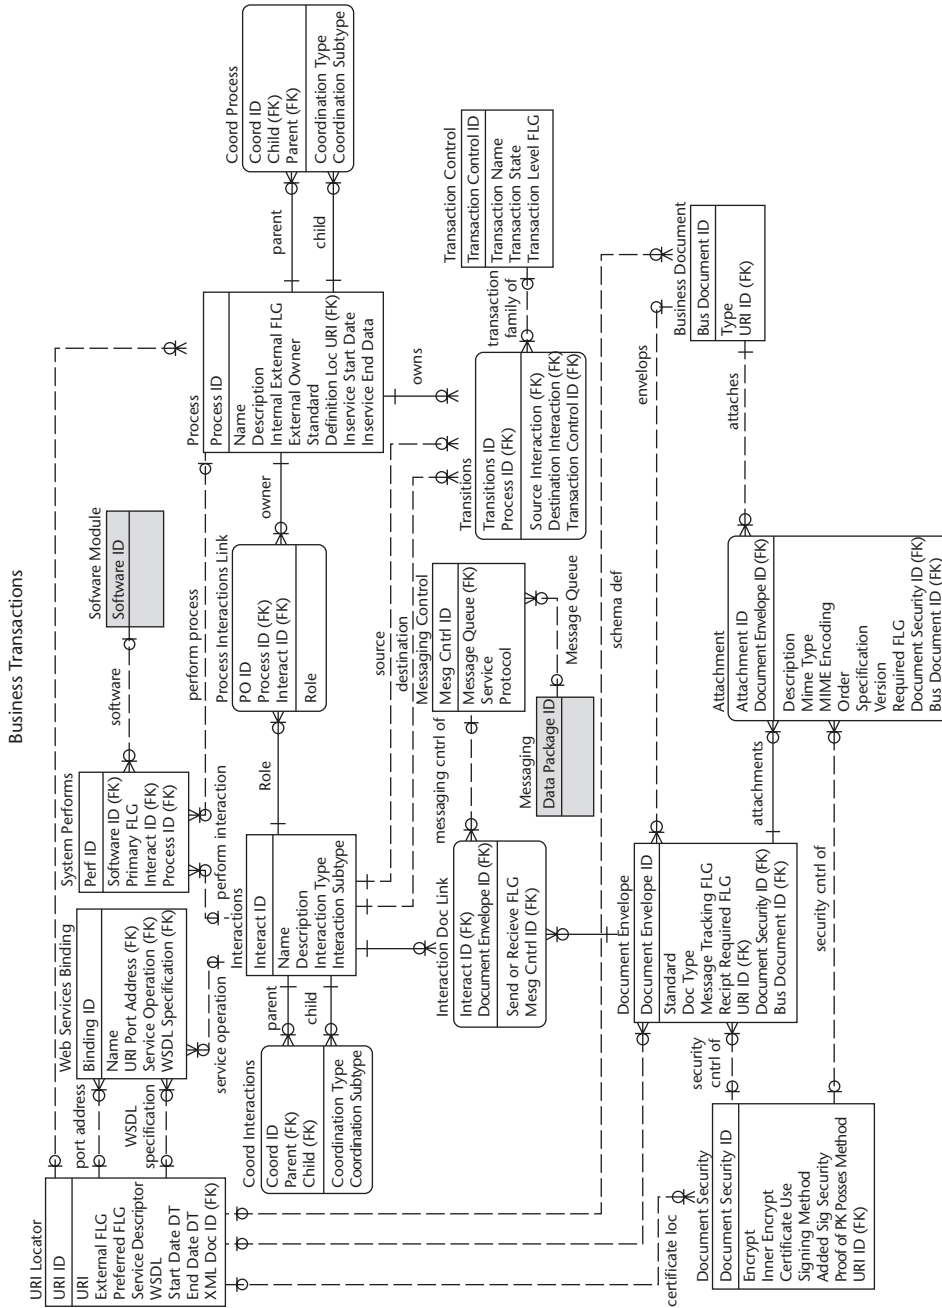 Business Transactions
URI Locator
URI ID
URI
External FLG
Preferred FLG
Service Descriptor
WSDL
Start Date DT
End Date DT
XML Doc ID (FK)
port address
WSDL
specification
Web Services Binding
Binding ID
Name
URI Port Address (FK)
Service Operation (FK)
WSDL Specification (FK)
service operation
System Performs
Perf ID
Software ID (FK)
Primary FLG
Interact ID (FK)
Process ID (FK)
software
Sofware Module
Software ID
perform interaction
perform process
Process
Process ID
Name
Description
Internal External FLG
External Owner
Standard
Definition Loc URI (FK)
Inservice Start Date
Inservice End Data
parent
child
Coord Process
Coord ID
Child (FK)
Parent (FK)
Coordination Type
Coordination Subtype
Coord Interactions
Coord ID
Parent (FK)
Child (FK)
Coordination Type
Coordination Subtype
parent
child
Interactions
Interact ID
Name
Description
Interaction Type
Interaction Subtype
Role
Process Interactions Link
PO ID
Process ID (FK)
Interact ID (FK)
Role
owner
owns
source
destination
Transitions
Transitions ID
Process ID (FK)
Source Interaction (FK)
Destination Interaction (FK)
Transaction Control ID (FK)
transaction
family of
Transaction Control
Transaction Control ID
Transaction Name
Transaction State
Transaction Level FLG
Interaction Doc Link
Interact ID (FK)
Document Envelope ID (FK)
Send or Recieve FLG
Mesg Cntrl ID (FK)
messaging cntrl of
Messaging Control
Mesg Cntrl ID
Message Queue (FK)
Service
Protocol
Messaging
Data Package ID
Message Queue
schema def
envelops
certificate loc
Document Security
Document Security ID
Encrypt
Inner Encrypt
Certificate Use
Signing Method
Added Sig Security
Proof of PK Posses Method
URI ID (FK)
security
cntrl of
security cntrl of
Document Envelope
Document Envelope ID
Standard
Doc Type
Message Tracking FLG
Recipt Required FLG
URI ID (FK)
Document Security ID (FK)
Bus Document ID (FK)
attachments
Attachment
Attachment ID
Document Envelope ID (FK)
Description
Mime Type
MIME Encoding
Order
Specification
Version
Required FLG
Document Security ID (FK)
Bus Document ID (FK)
attaches
Business Document
Bus Document ID
Type
URI ID (FK)